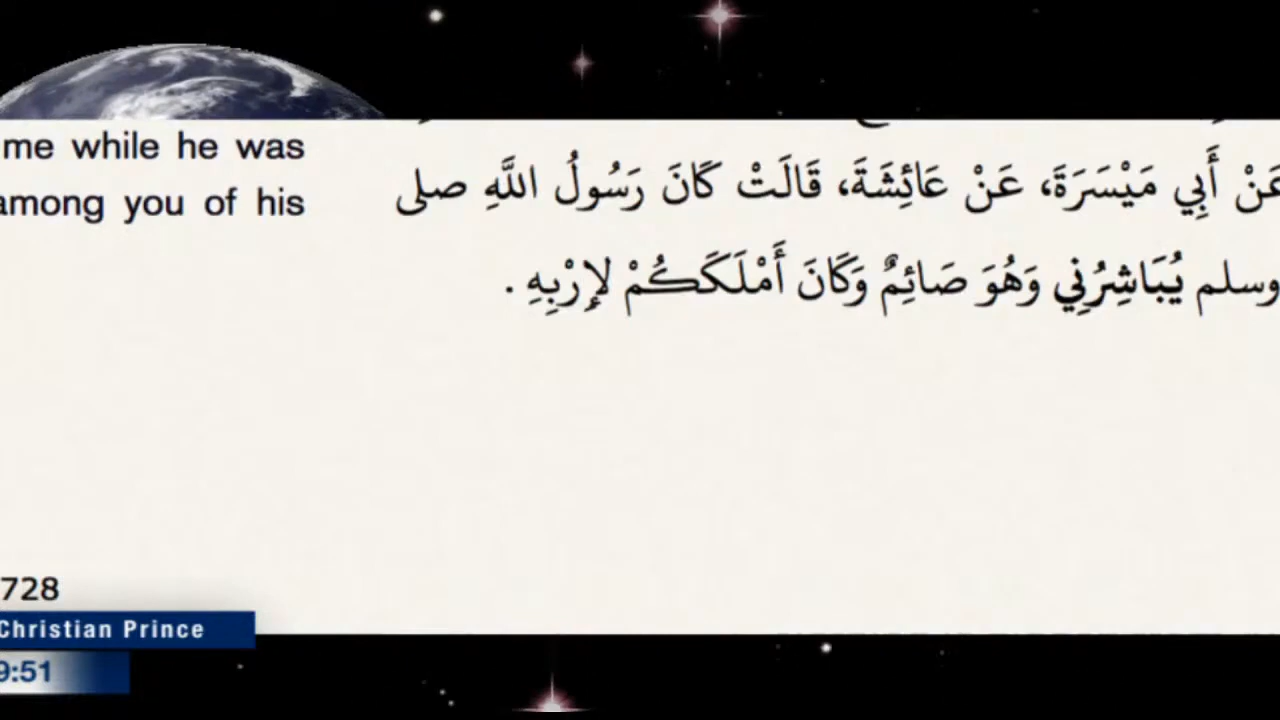 me while he was
among you of his
عَنْ أَبِي مَيْسَرَةَ، عَنْ عَائِشَةَ، قَالَتْ كَانَ رَسُولُ اللَّهِ صلى
وسلم يُبَاشِرُنِي وَهُوَ صَائِمٌ وَكَانَ أَمْلَكَكُمْ لإِرْبِهِ .
728
Christian Prince
9:51